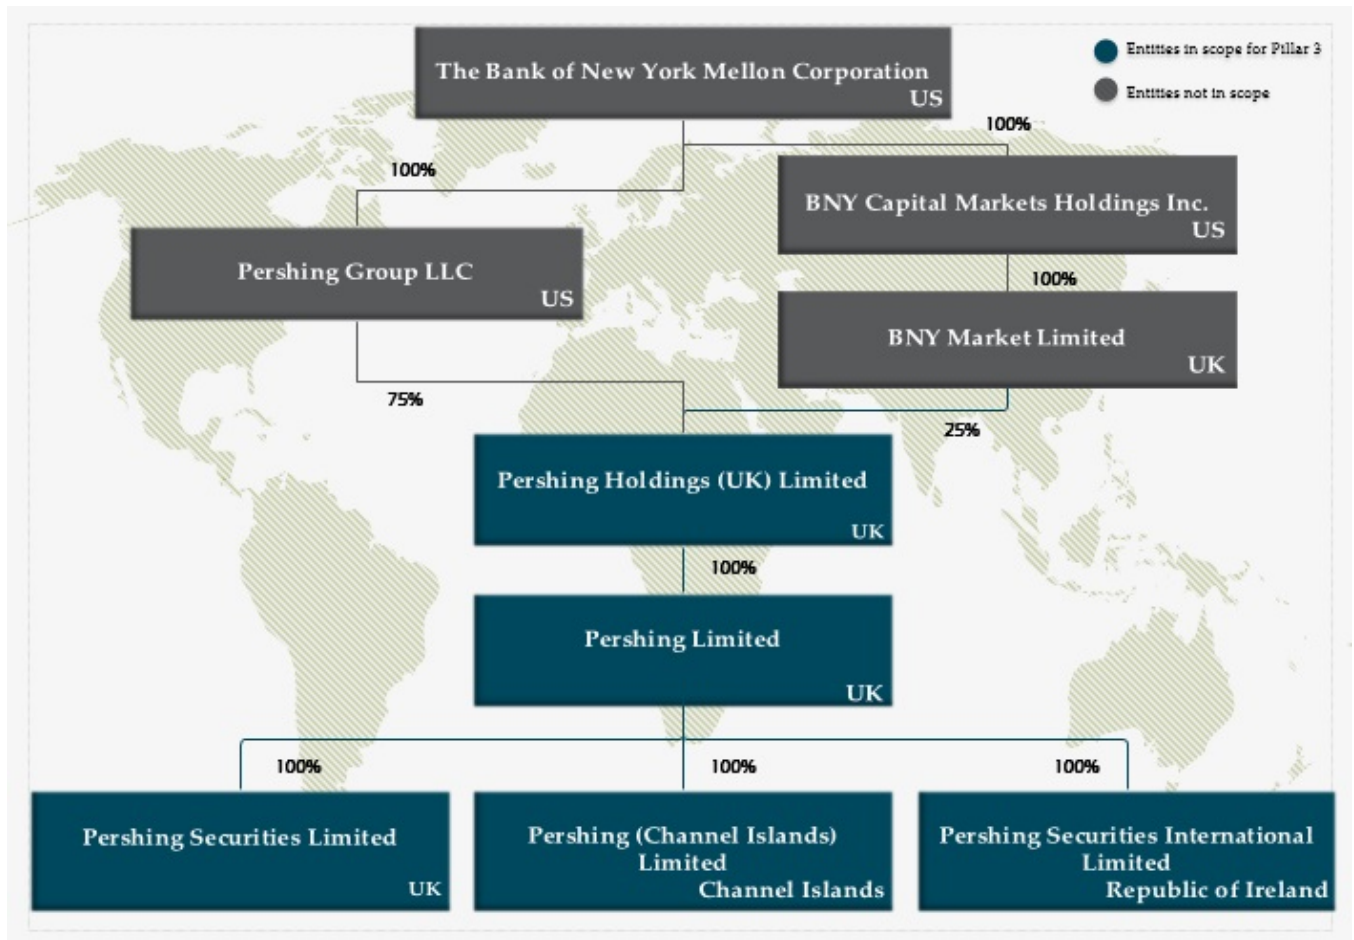 The Bank of New York Mellon Corporation
US
Entities in scope for Pillar 3
Entities not in scope
100%
100%
BNY Capital Markets Holdings Inc.
US
Pershing Group LLC
US
100%
BNY Market Limited
UK
75%
25%
Pershing Holdings (UK) Limited
UK
100%
Pershing Limited
UK
100%
100%
100%
Pershing Securities Limited
UK
Pershing (Channel Islands)
Limited
Channel Islands
Pershing Securities International
Limited
Republic of Ireland